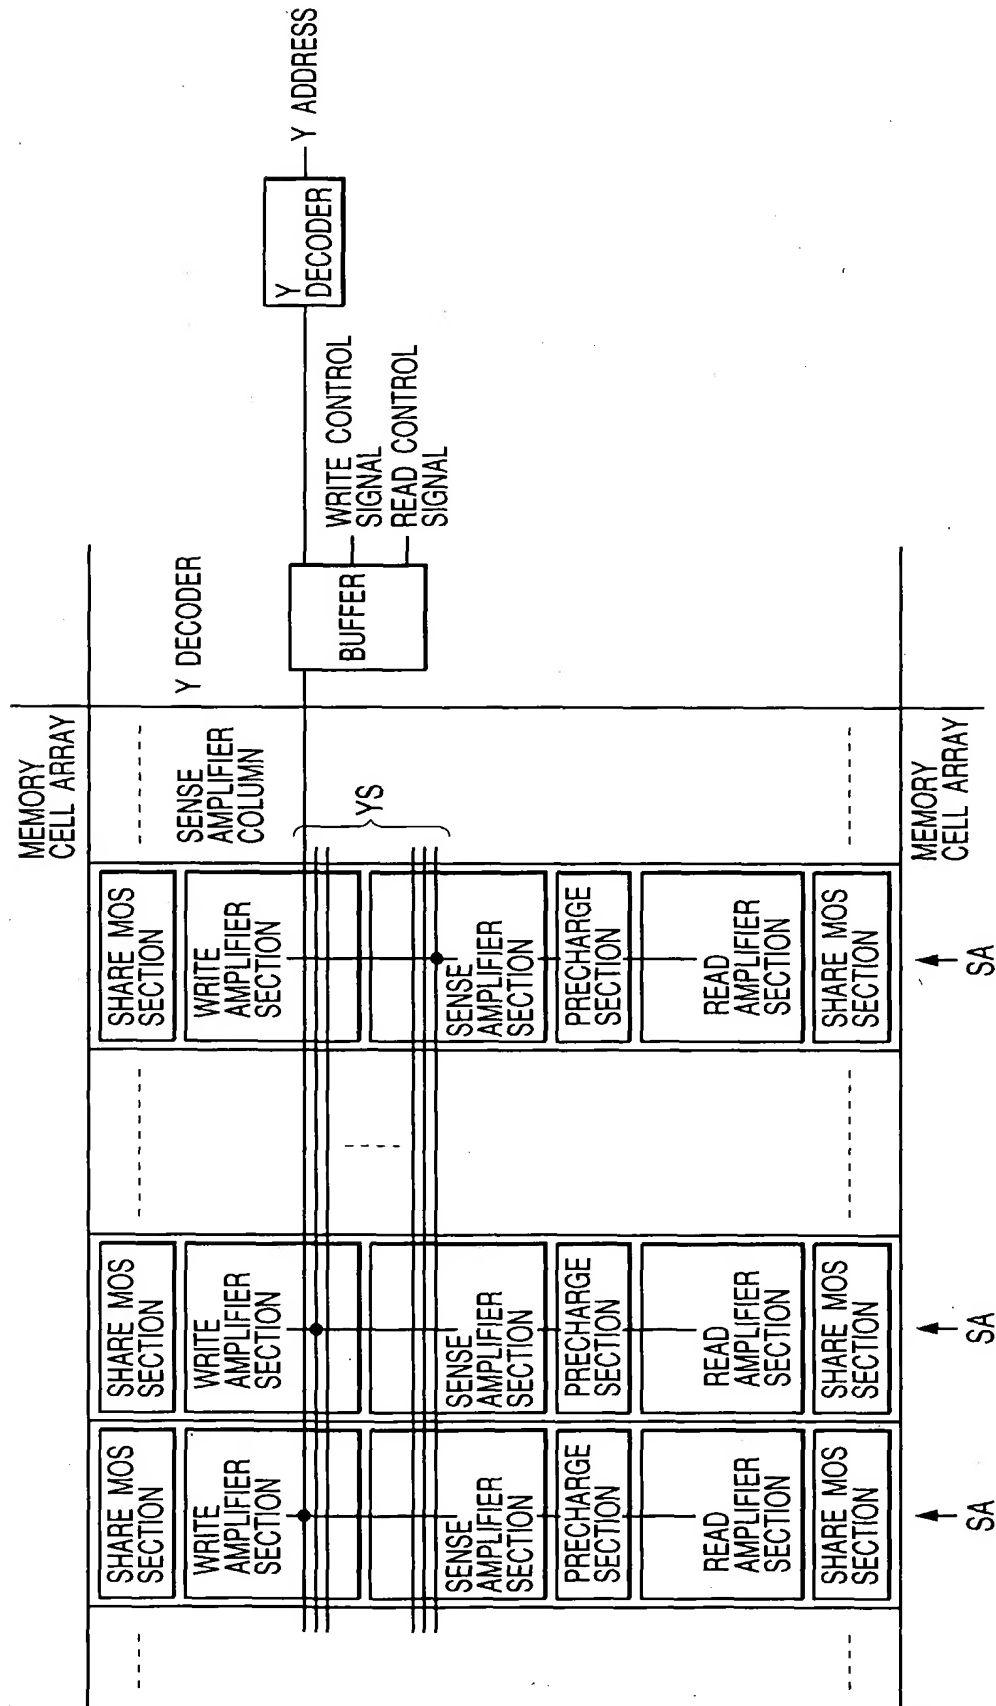 MEMORY
CELL ARRAY
SHARE MOS
SECTION
SHARE MOS
SECTION
SHARE MOS
SECTION
WRITE
AMPLIFIER
SECTION
WRITE
AMPLIFIER
SECTION
WRITE
AMPLIFIER
SECTION
SENSE
AMPLIFIER
COLUMN
Y DECODER
Y
DECODER
Y ADDRESS
YS
BUFFER
WRITE CONTROL
SIGNAL
READ CONTROL
SIGNAL
SENSE
AMPLIFIER
SECTION
SENSE
AMPLIFIER
SECTION
SENSE
AMPLIFIER
SECTION
PRECHARGE
SECTION
PRECHARGE
SECTION
PRECHARGE
SECTION
READ
AMPLIFIER
SECTION
READ
AMPLIFIER
SECTION
READ
AMPLIFIER
SECTION
SHARE MOS
SECTION
SHARE MOS
SECTION
SHARE MOS
SECTION
MEMORY
CELL ARRAY
SA
SA
SA